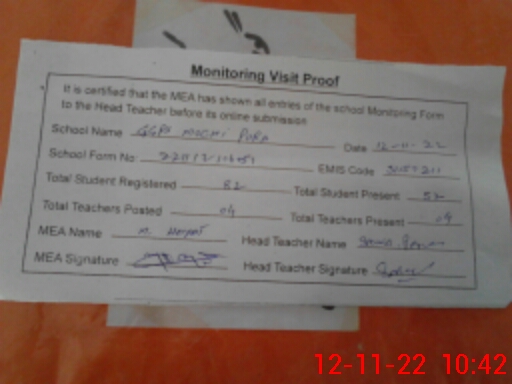 Monitoring Visit Proof
It is certified that the MEA has shown all entries of the school Monitoring Form
to the Head Teacher before its online submission
School Name GGPS MOCHI PURA Date 12-11-22
School Form No: EMIS Code
Total Student Registered 82 Total Student Present 52
Total Teachers Posted 04 Total Teachers Present 04
MEA Name M. Head Teacher Name
MEA Signature Head Teacher Signature
12-11-22 10:42